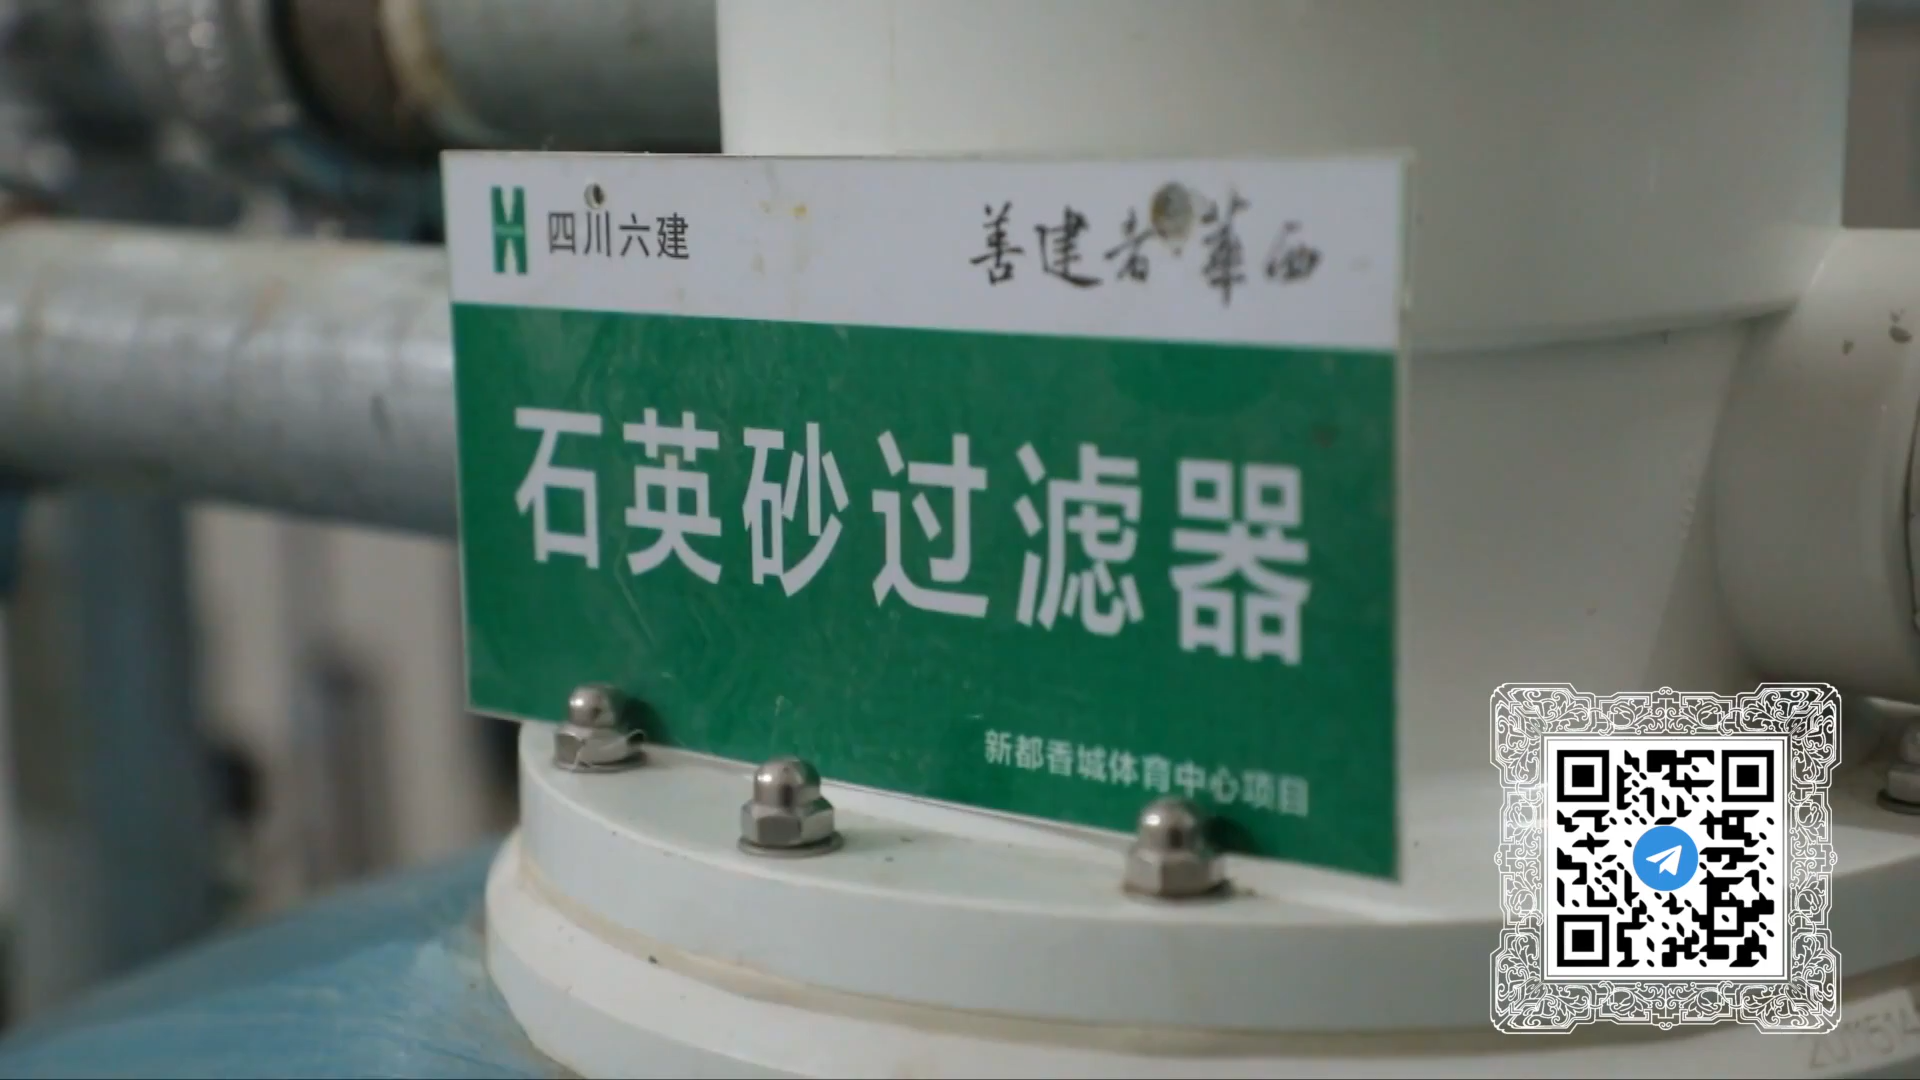 四川六建
善建者 華西
石英砂过滤器
新都香城体育中心项目